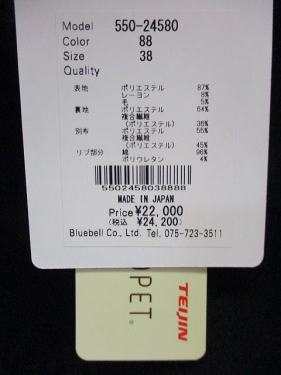 Model 550-24580
Color 88
Size 38
Quality
表地 ポリエステル 87%
レーヨン 8%
毛 5%
裏地 ポリエステル 64%
複合繊維
(ポリエステル) 36%
別布 ポリエステル 55%
複合繊維
(ポリエステル) 45%
リブ部分 綿 96%
ポリウレタン 4%
5502458038888
MADE IN JAPAN
Price ¥22,000
(税込 ¥24,200)
Bluebell Co., Ltd. Tel. 075-723-3511
PET®
TEIJIN